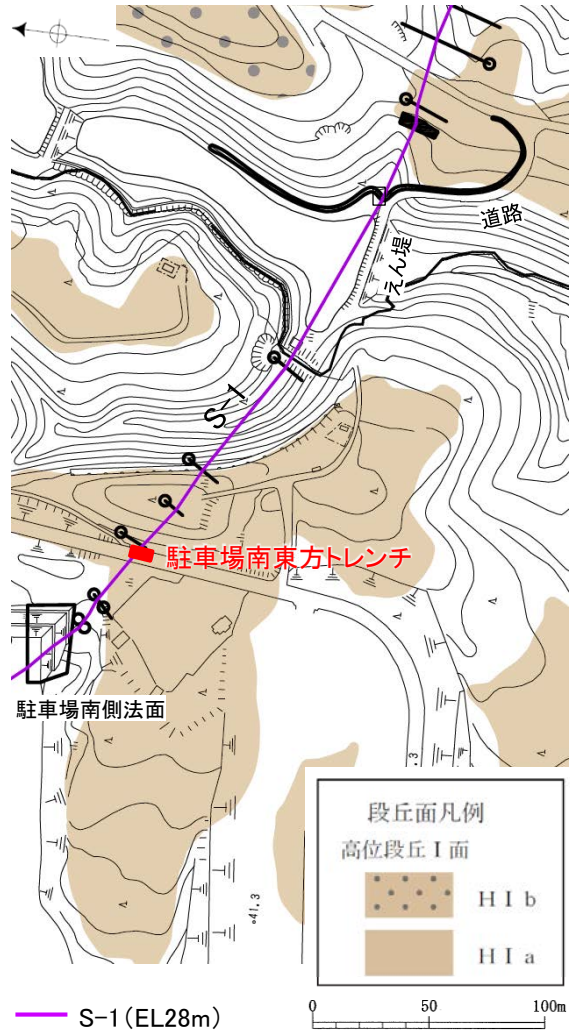 道路
えん堤
S-1
駐車場南東方トレンチ
駐車場南側法面
.3
・41.3
段丘面凡例
高位段丘Ⅰ面
HⅠb
HⅠa
S-1(EL28m)
0 50 100m